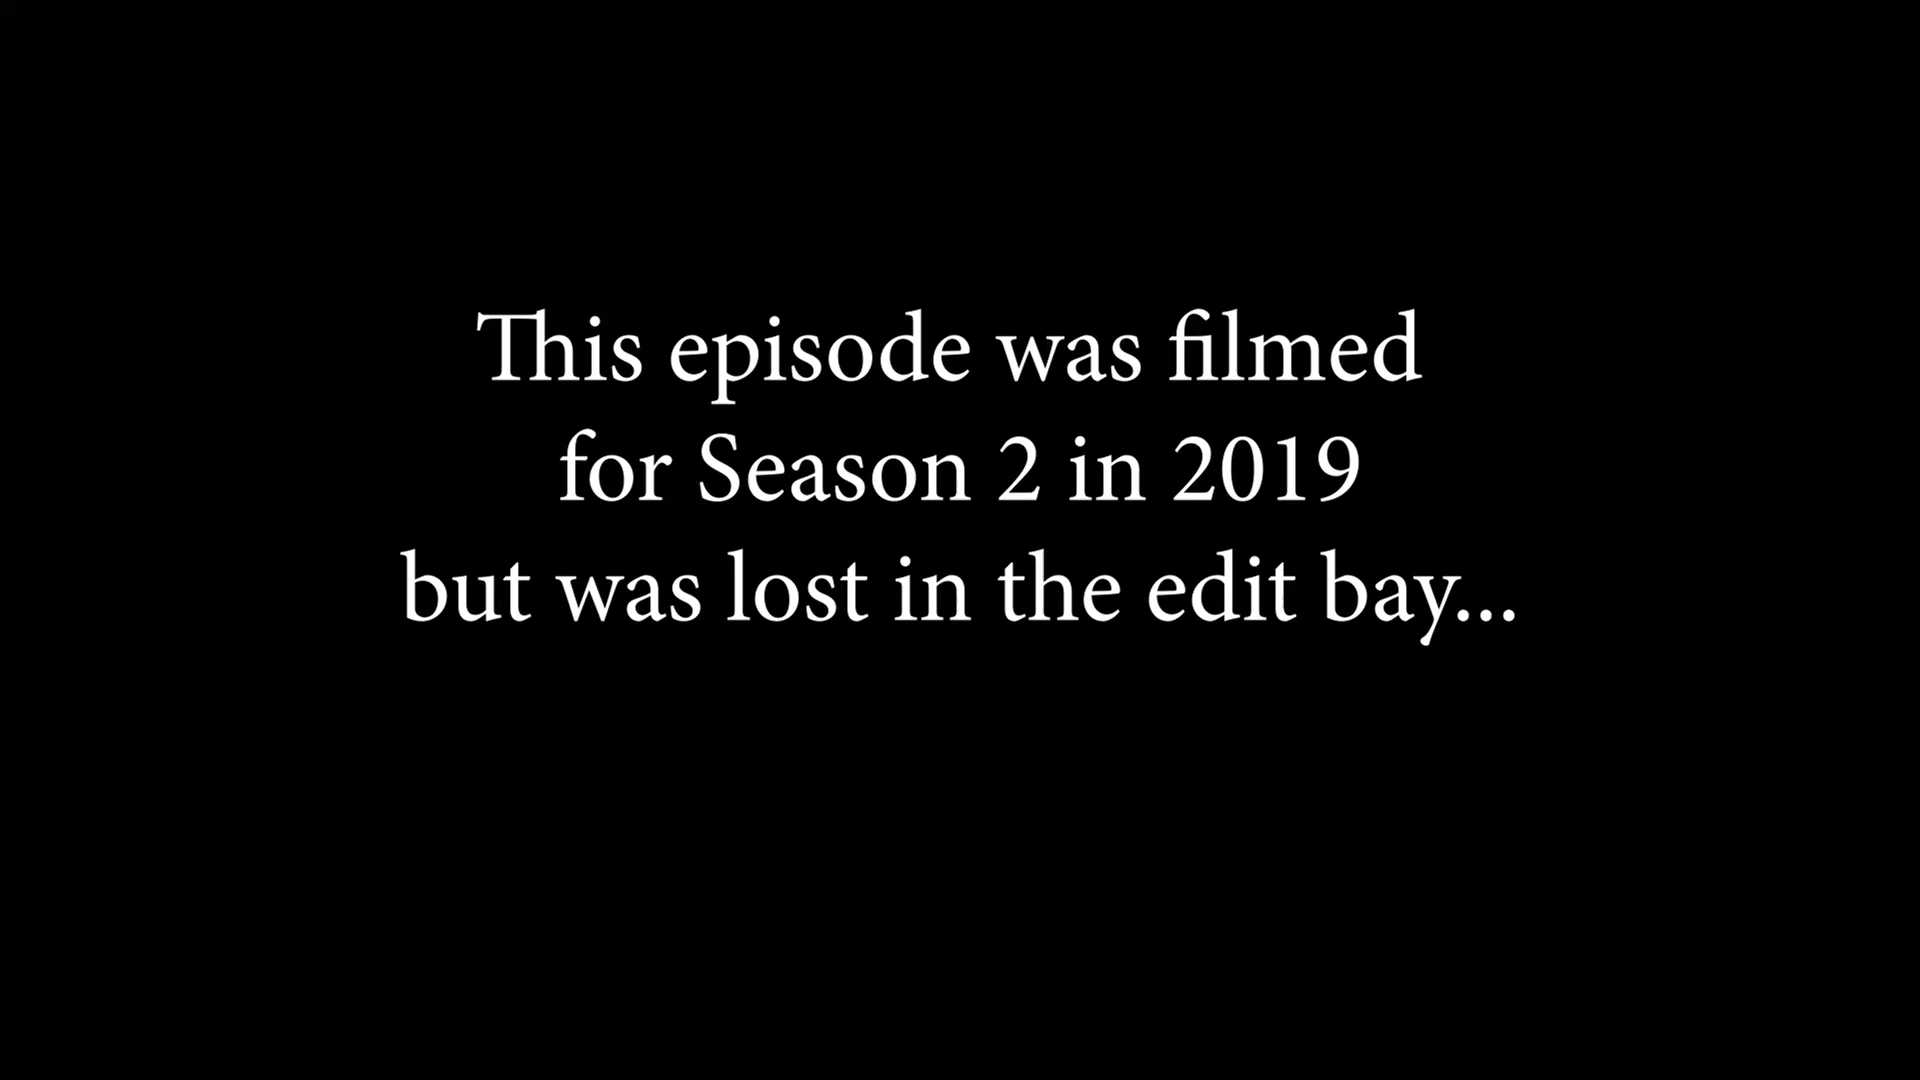 This episode was filmed
for Season 2 in 2019
but was lost in the edit bay...